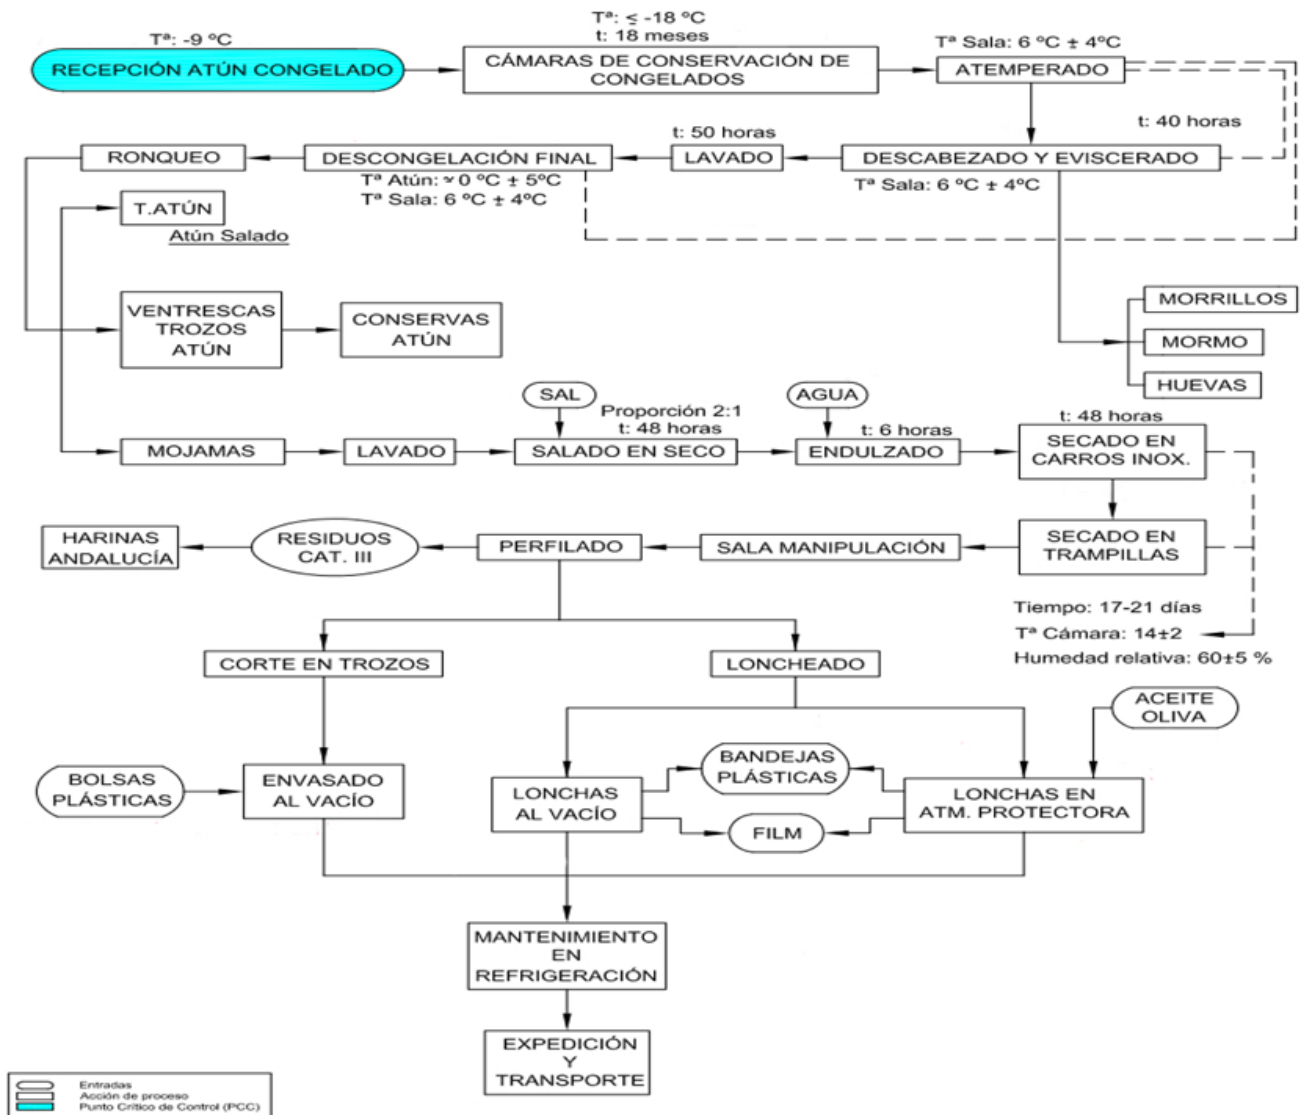 Tª: ≤ -18 ºC
t: 18 meses
Tª: -9 ºC
RECEPCIÓN ATÚN CONGELADO
CÁMARAS DE CONSERVACIÓN DE
CONGELADOS
Tª Sala: 6 ºC ± 4ºC
ATEMPERADO
t: 40 horas
t: 50 horas
RONQUEO
DESCONGELACIÓN FINAL
LAVADO
DESCABEZADO Y EVISCERADO
Tª Atún: ≈ 0 ºC ± 5ºC
Tª Sala: 6 ºC ± 4ºC
Tª Sala: 6 ºC ± 4ºC
T.ATÚN
Atún Salado
VENTRESCAS
TROZOS
ATÚN
CONSERVAS
ATÚN
MORRILLOS
MORMO
HUEVAS
SAL
Proporción 2:1
t: 48 horas
AGUA
t: 6 horas
t: 48 horas
MOJAMAS
LAVADO
SALADO EN SECO
ENDULZADO
SECADO EN
CARROS INOX.
HARINAS
ANDALUCÍA
RESIDUOS
CAT. III
PERFILADO
SALA MANIPULACIÓN
SECADO EN
TRAMPILLAS
Tiempo: 17-21 días
Tª Cámara: 14±2
Humedad relativa: 60±5 %
CORTE EN TROZOS
LONCHEADO
ACEITE
OLIVA
BOLSAS
PLÁSTICAS
ENVASADO
AL VACÍO
LONCHAS
AL VACÍO
BANDEJAS
PLÁSTICAS
FILM
LONCHAS EN
ATM. PROTECTORA
MANTENIMIENTO
EN
REFRIGERACIÓN
EXPEDICIÓN
Y
TRANSPORTE
Entradas
Acción de proceso
Punto Crítico de Control (PCC)